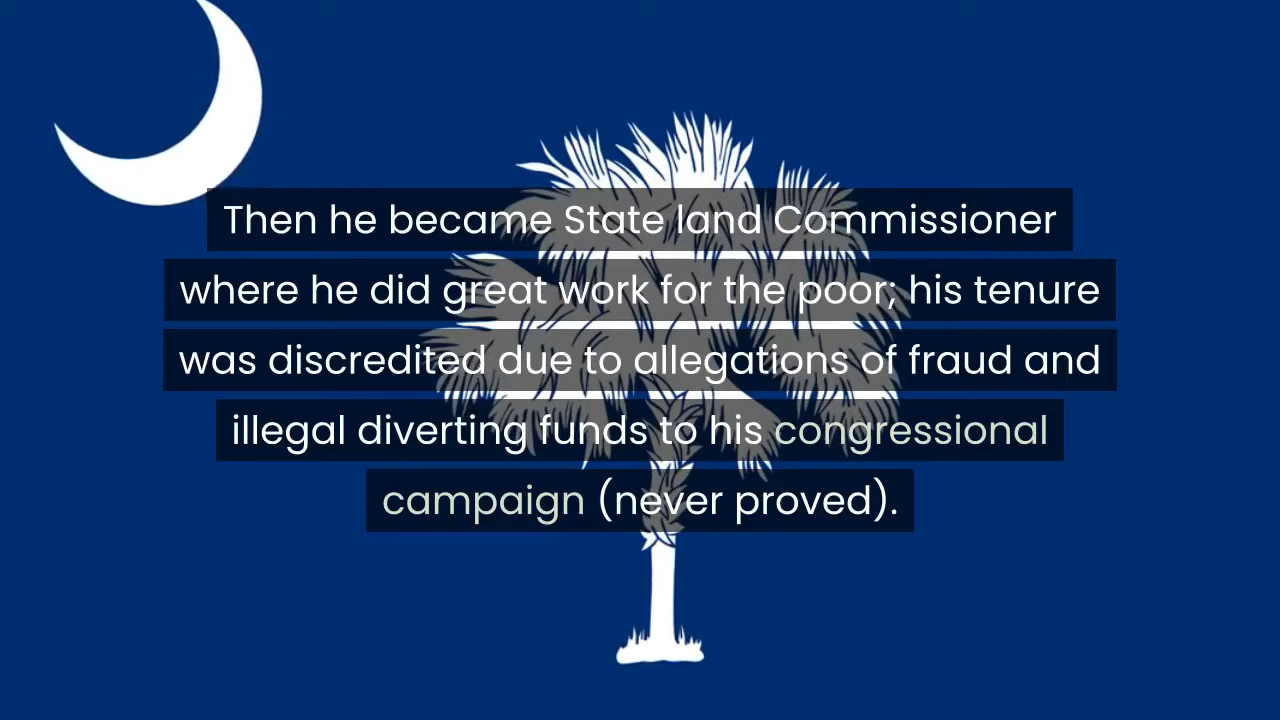 Then he became State land Commissioner
where he did great work for the poor; his tenure
was discredited due to allegations of fraud and
illegal diverting funds to his congressional
campaign (never proved).